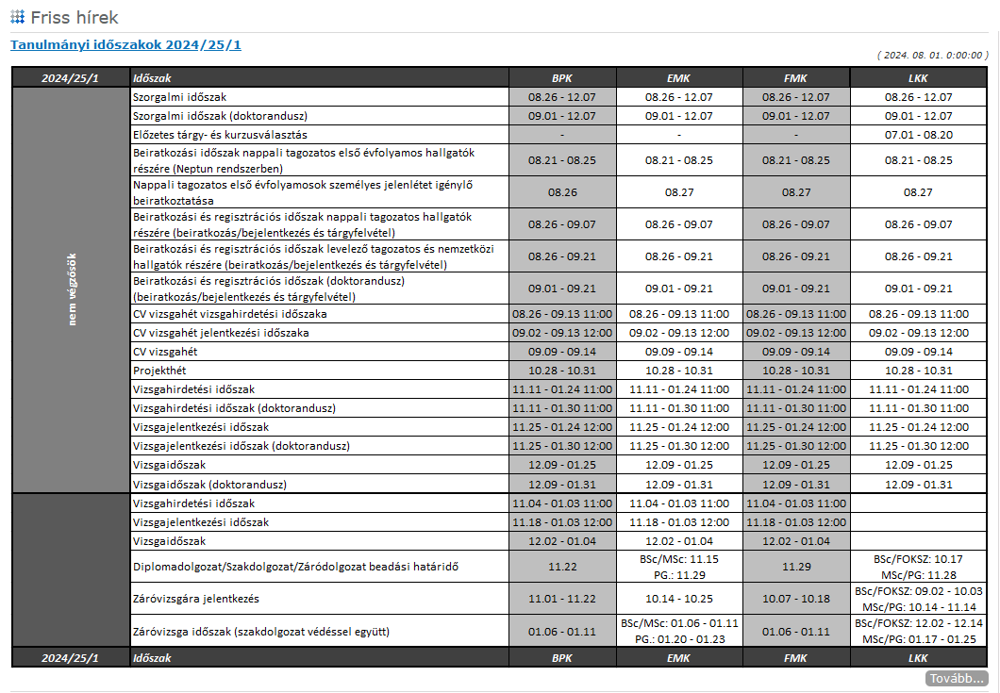 Friss hírek
Tanulmányi időszakok 2024/25/1
( 2024. 08. 01. 0:00:00 )
2024/25/1 Időszak BPK EMK FMK LKK
nem végzősök
Szorgalmi időszak 08.26 - 12.07 08.26 - 12.07 08.26 - 12.07 08.26 - 12.07
Szorgalmi időszak (doktorandusz) 09.01 - 12.07 09.01 - 12.07 09.01 - 12.07 09.01 - 12.07
Előzetes tárgy- és kurzusválasztás - - - 07.01 - 08.20
Beiratkozási időszak nappali tagozatos első évfolyamos hallgatók
részére (Neptun rendszerben) 08.21 - 08.25 08.21 - 08.25 08.21 - 08.25 08.21 - 08.25
Nappali tagozatos első évfolyamosok személyes jelenlétet igénylő
beiratkoztatása 08.26 08.27 08.27 08.27
Beiratkozási és regisztrációs időszak nappali tagozatos hallgatók
részére (beiratkozás/bejelentkezés és tárgyfelvétel) 08.26 - 09.07 08.26 - 09.07 08.26 - 09.07 08.26 - 09.07
Beiratkozási és regisztrációs időszak levelező tagozatos és nemzetközi
hallgatók részére (beiratkozás/bejelentkezés és tárgyfelvétel) 08.26 - 09.21 08.26 - 09.21 08.26 - 09.21 08.26 - 09.21
Beiratkozási és regisztrációs időszak (doktorandusz)
(beiratkozás/bejelentkezés és tárgyfelvétel) 09.01 - 09.21 09.01 - 09.21 09.01 - 09.21 09.01 - 09.21
CV vizsgahét vizsgahirdetési időszaka 08.26 - 09.13 11:00 08.26 - 09.13 11:00 08.26 - 09.13 11:00 08.26 - 09.13 11:00
CV vizsgahét jelentkezési időszaka 09.02 - 09.13 12:00 09.02 - 09.13 12:00 09.02 - 09.13 12:00 09.02 - 09.13 12:00
CV vizsgahét 09.09 - 09.14 09.09 - 09.14 09.09 - 09.14 09.09 - 09.14
Projekthét 10.28 - 10.31 10.28 - 10.31 10.28 - 10.31 10.28 - 10.31
Vizsgahirdetési időszak 11.11 - 01.24 11:00 11.11 - 01.24 11:00 11.11 - 01.24 11:00 11.11 - 01.24 11:00
Vizsgahirdetési időszak (doktorandusz) 11.11 - 01.30 11:00 11.11 - 01.30 11:00 11.11 - 01.30 11:00 11.11 - 01.30 11:00
Vizsgajelentkezési időszak 11.25 - 01.24 12:00 11.25 - 01.24 12:00 11.25 - 01.24 12:00 11.25 - 01.24 12:00
Vizsgajelentkezési időszak (doktorandusz) 11.25 - 01.30 12:00 11.25 - 01.30 12:00 11.25 - 01.30 12:00 11.25 - 01.30 12:00
Vizsgaidőszak 12.09 - 01.25 12.09 - 01.25 12.09 - 01.25 12.09 - 01.25
Vizsgaidőszak (doktorandusz) 12.09 - 01.31 12.09 - 01.31 12.09 - 01.31 12.09 - 01.31
Vizsgahirdetési időszak 11.04 - 01.03 11:00 11.04 - 01.03 11:00 11.04 - 01.03 11:00
Vizsgajelentkezési időszak 11.18 - 01.03 12:00 11.18 - 01.03 12:00 11.18 - 01.03 12:00
Vizsgaidőszak 12.02 - 01.04 12.02 - 01.04 12.02 - 01.04
Diplomadolgozat/Szakdolgozat/Záródolgozat beadási határidő 11.22 BSc/MSc: 11.15 11.29 BSc/FOKSZ: 10.17
PG.: 11.29 MSc/PG: 11.28
Záróvizsgára jelentkezés 11.01 - 11.22 10.14 - 10.25 10.07 - 10.18 BSc/FOKSZ: 09.02 - 10.03
MSc/PG: 10.14 - 11.14
Záróvizsga időszak (szakdolgozat védéssel együtt) 01.06 - 01.11 BSc/MSc: 01.06 - 01.11 01.06 - 01.11 BSc/FOKSZ: 12.02 - 12.14
PG.: 01.20 - 01.23 MSc/PG: 01.17 - 01.25
2024/25/1 Időszak BPK EMK FMK LKK
Tovább...